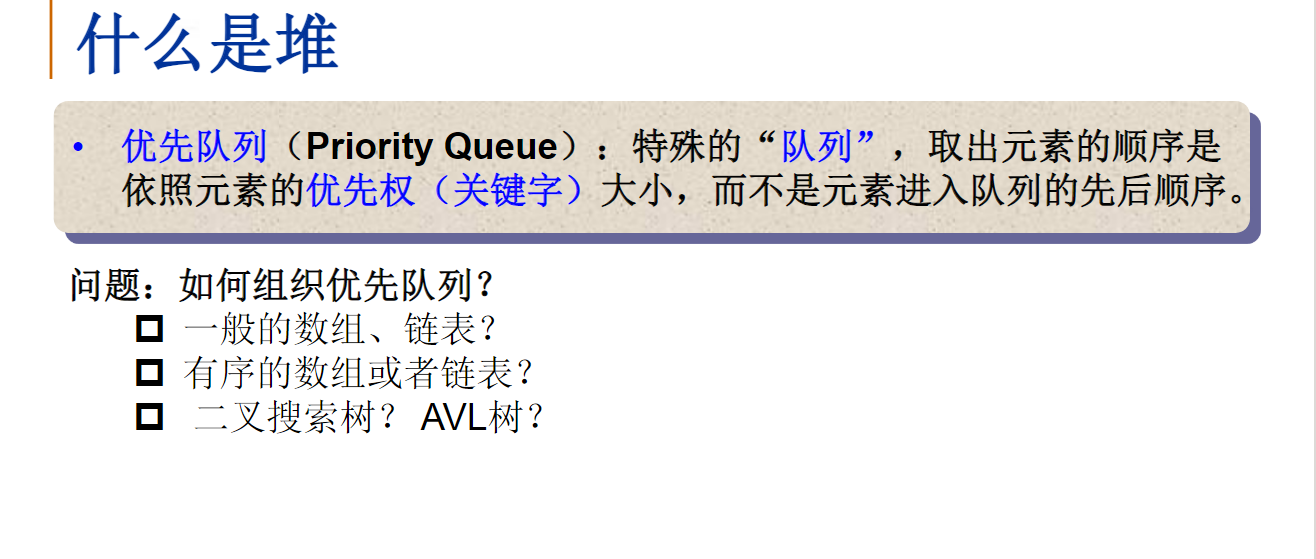 什么是堆
• 优先队列（Priority Queue）：特殊的“队列”，取出元素的顺序是
依照元素的优先权（关键字）大小，而不是元素进入队列的先后顺序。
问题：如何组织优先队列？
一般的数组、链表？
有序的数组或者链表？
二叉搜索树？ AVL树？